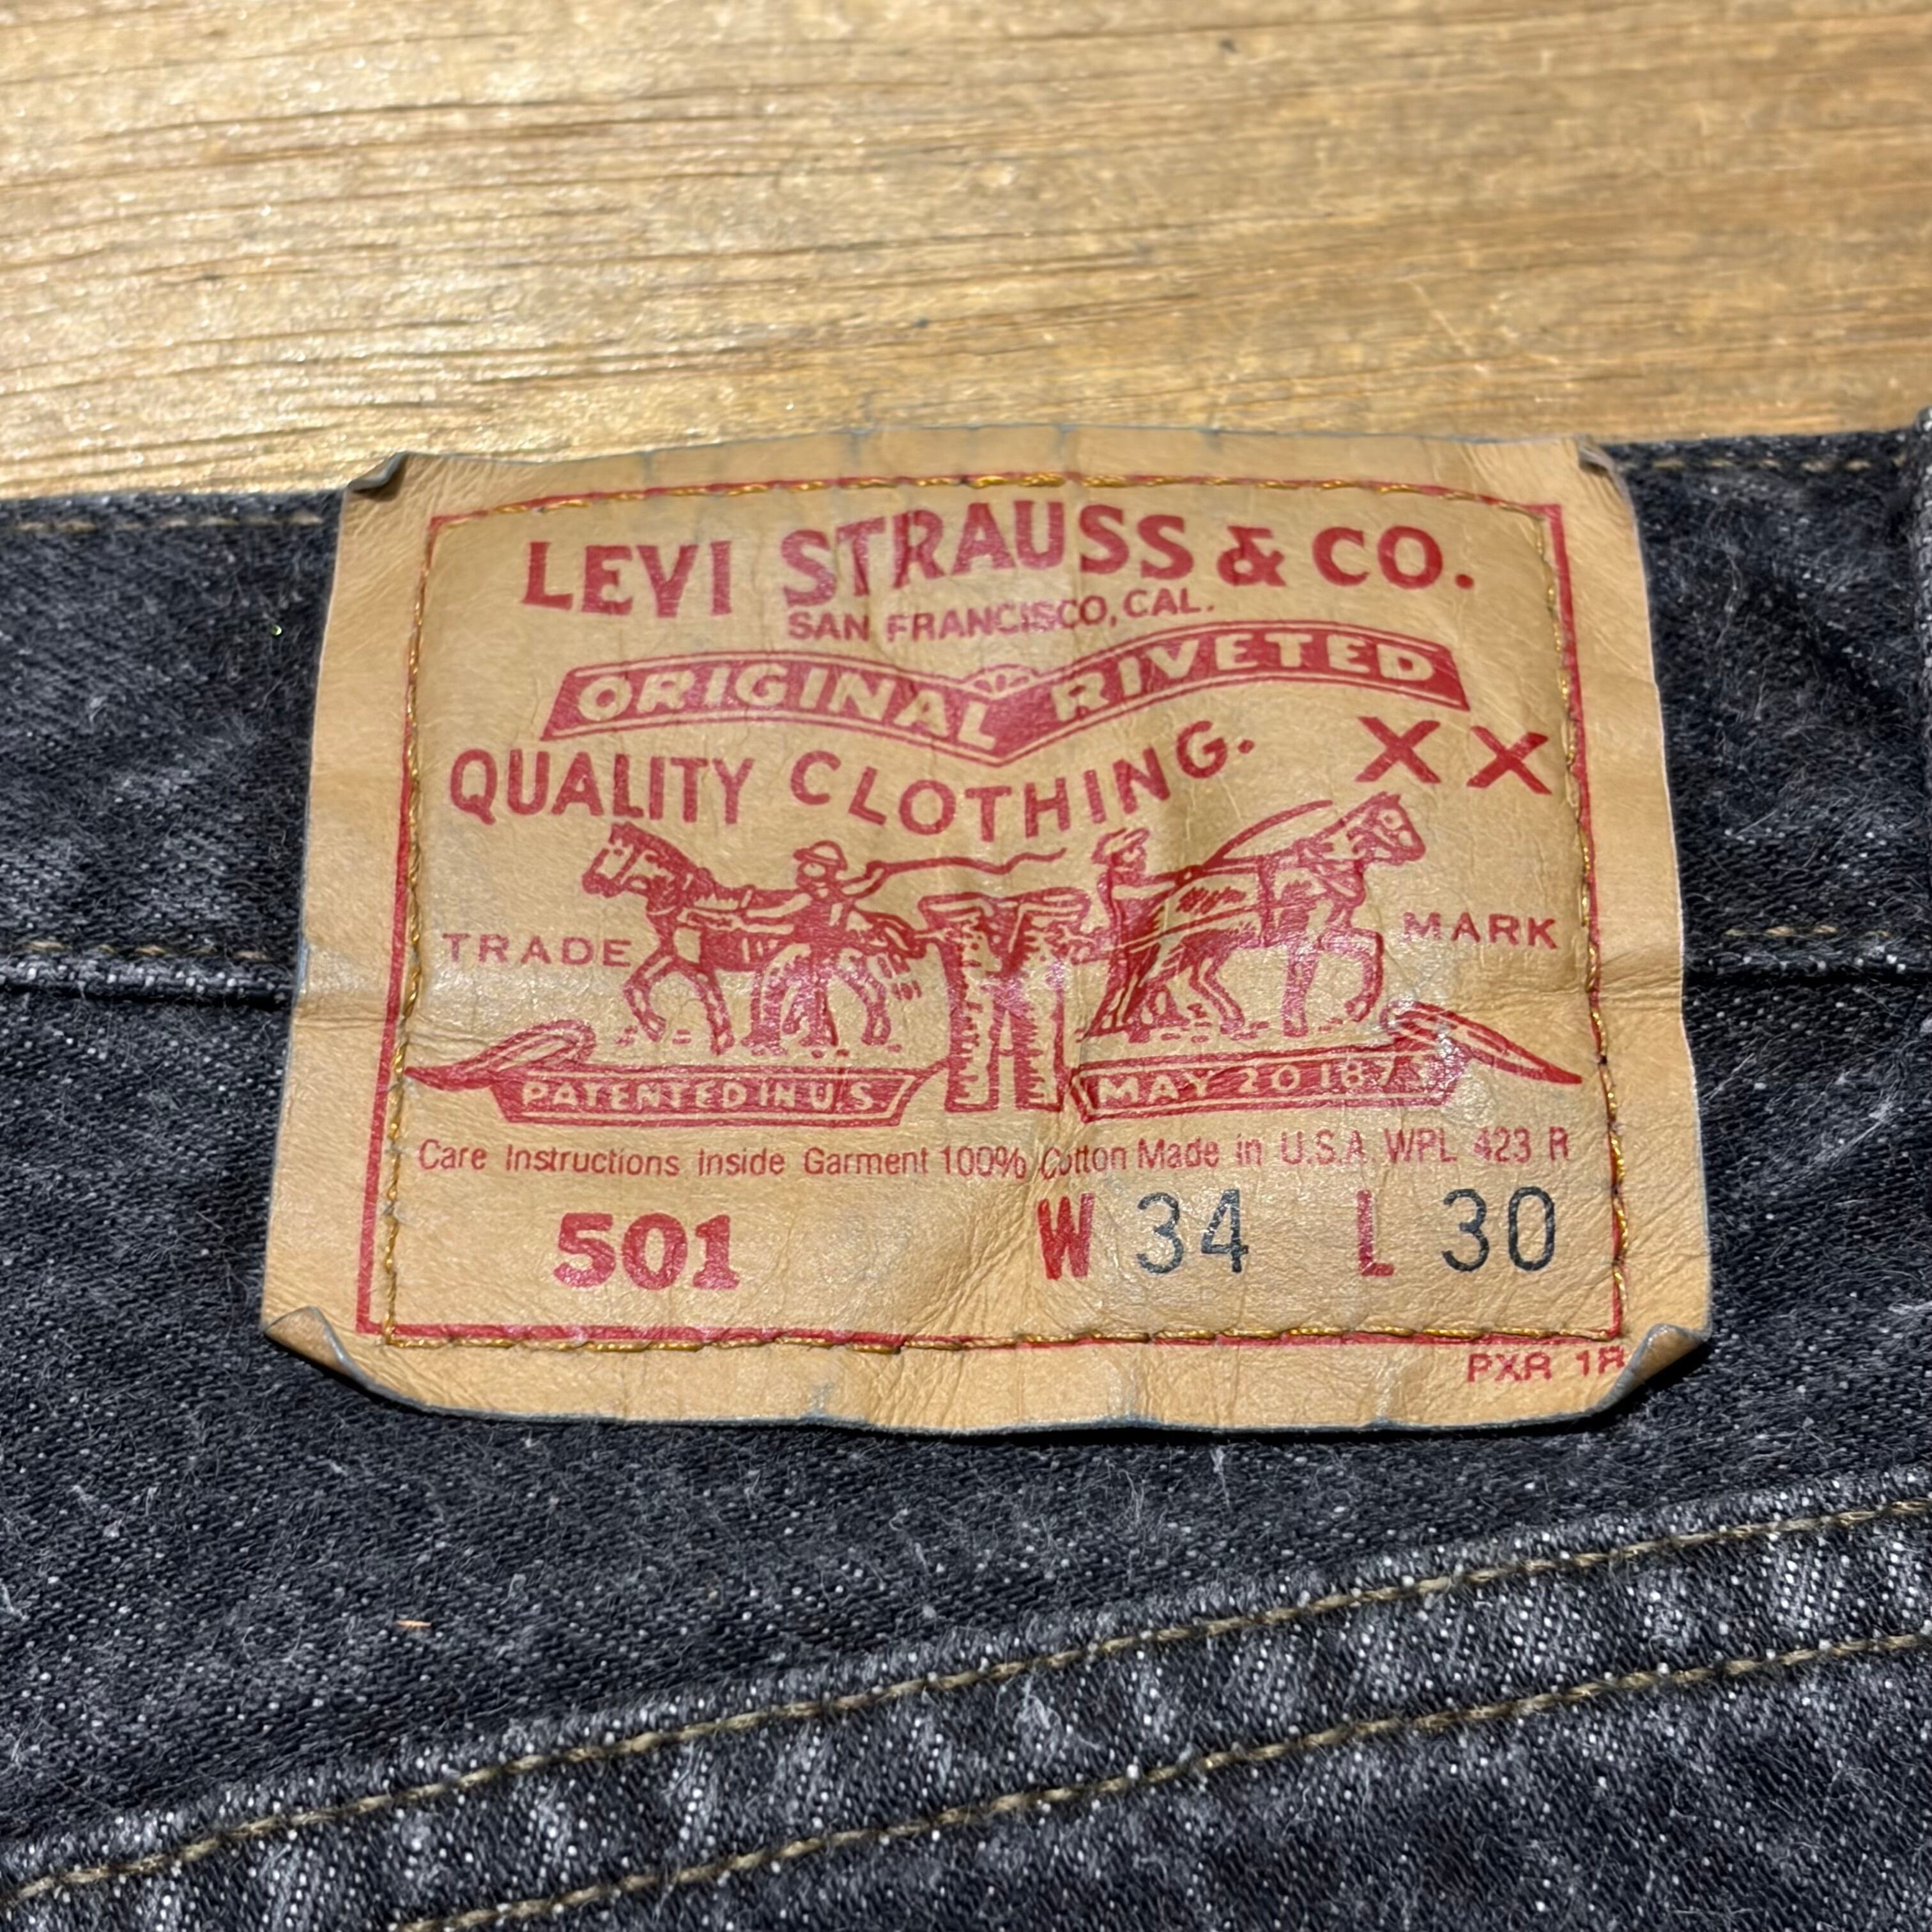 LEVI STRAUSS & CO.
SAN FRANCISCO, CAL.
ORIGINAL RIVETED
QUALITY CLOTHING. XX
TRADE MARK
PATENTED IN U S MAY 20 1873
Care Instructions Inside Garment 100% Cotton Made in U.S.A. WPL 423 R
501 W 34 L 30
PXR 18